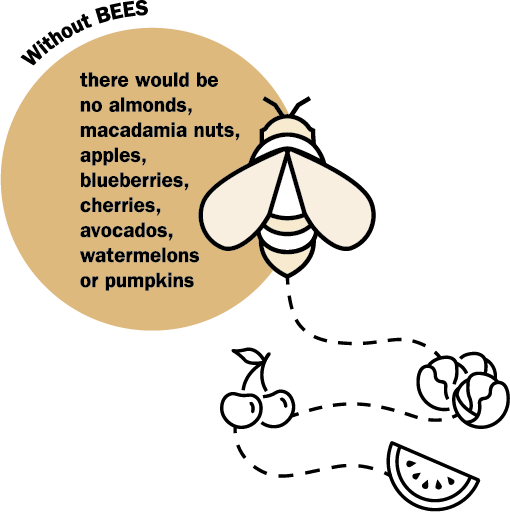 Without BEES
there would be
no almonds,
macadamia nuts,
apples,
blueberries,
cherries,
avocados,
watermelons
or pumpkins